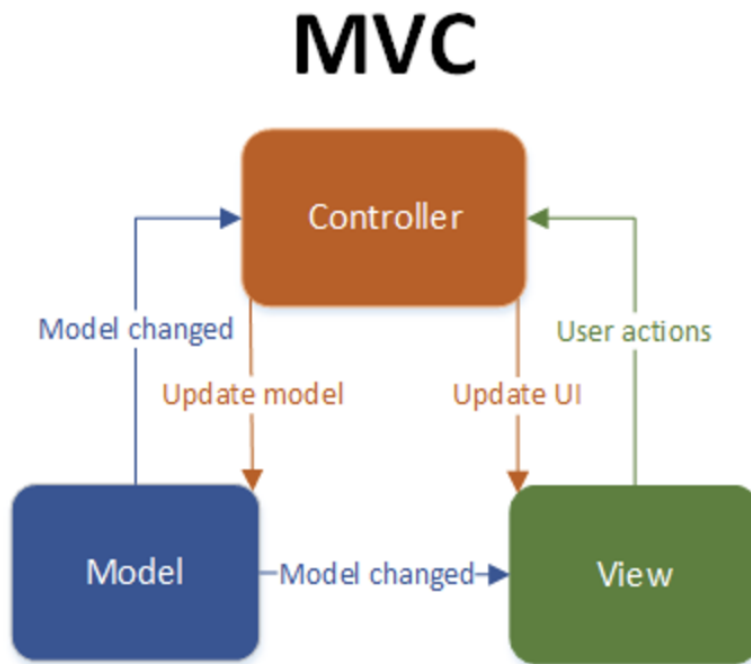 MVC
Controller
Model changed
User actions
Update model
Update UI
Model
Model changed
View